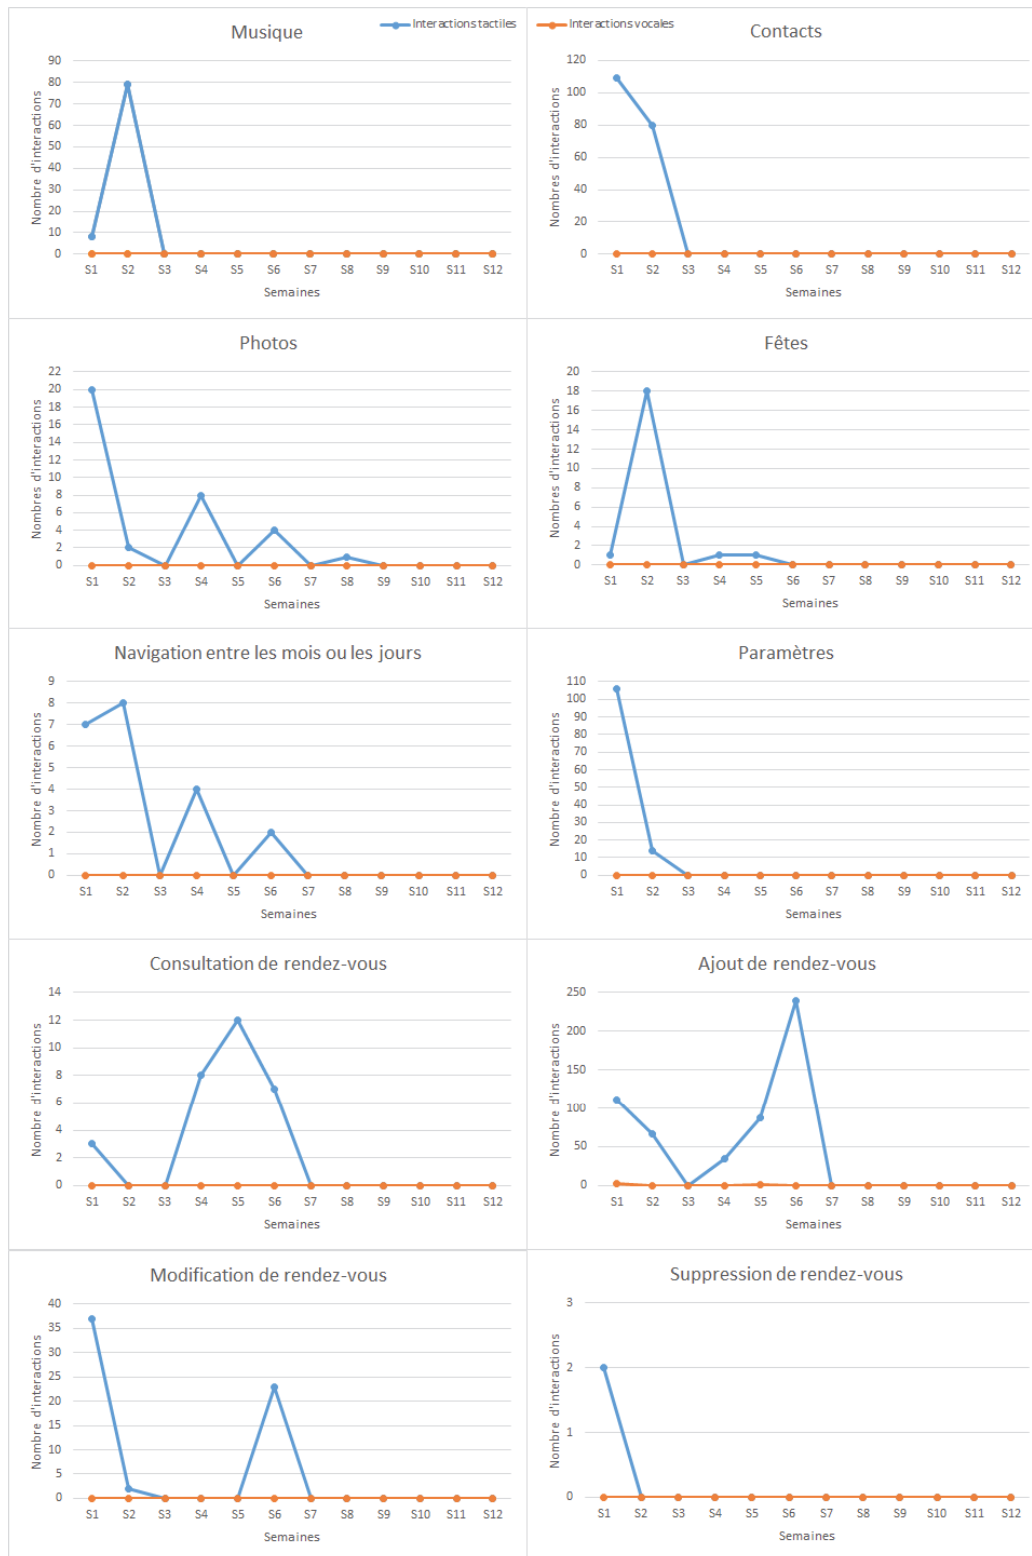 Musique
Interactions tactiles
Nombre d'interactions
90
80
70
60
50
40
30
20
10
0
S1 S2 S3 S4 S5 S6 S7 S8 S9 S10 S11 S12
Semaines
Interactions vocales
Contacts
Nombres d'interactions
120
100
80
60
40
20
0
S1 S2 S3 S4 S5 S6 S7 S8 S9 S10 S11 S12
Semaines
Photos
Nombres d'interactions
22
20
18
16
14
12
10
8
6
4
2
0
S1 S2 S3 S4 S5 S6 S7 S8 S9 S10 S11 S12
Semaines
Fêtes
Nombres d'interactions
20
18
16
14
12
10
8
6
4
2
0
S1 S2 S3 S4 S5 S6 S7 S8 S9 S10 S11 S12
Semaines
Navigation entre les mois ou les jours
Nombre d'interactions
9
8
7
6
5
4
3
2
1
0
S1 S2 S3 S4 S5 S6 S7 S8 S9 S10 S11 S12
Semaines
Paramètres
Nombre d'interactions
110
100
90
80
70
60
50
40
30
20
10
0
S1 S2 S3 S4 S5 S6 S7 S8 S9 S10 S11 S12
Semaines
Consultation de rendez-vous
Nombre d'interactions
14
12
10
8
6
4
2
0
S1 S2 S3 S4 S5 S6 S7 S8 S9 S10 S11 S12
Semaines
Ajout de rendez-vous
Nombre d'interactions
250
200
150
100
50
0
S1 S2 S3 S4 S5 S6 S7 S8 S9 S10 S11 S12
Semaines
Modification de rendez-vous
Nombre d'interactions
40
35
30
25
20
15
10
5
0
S1 S2 S3 S4 S5 S6 S7 S8 S9 S10 S11 S12
Semaines
Suppression de rendez-vous
Nombre d'interactions
3
2
1
0
S1 S2 S3 S4 S5 S6 S7 S8 S9 S10 S11 S12
Semaines